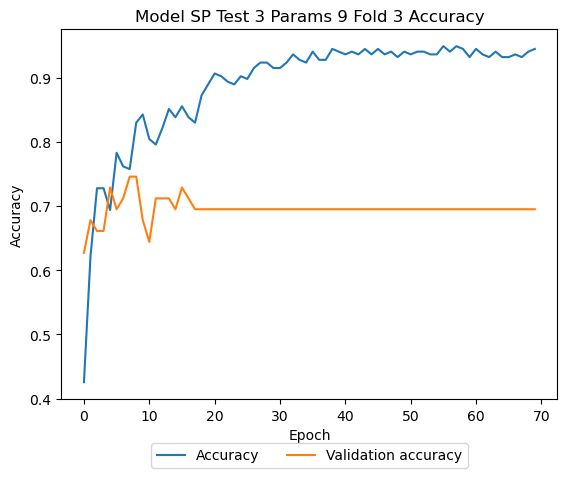 Model SP Test 3 Params 9 Fold 3 Accuracy
Accuracy
0.9
0.8
0.7
0.6
0.5
0.4
0 10 20 30 40 50 60 70
Epoch
Accuracy Validation accuracy